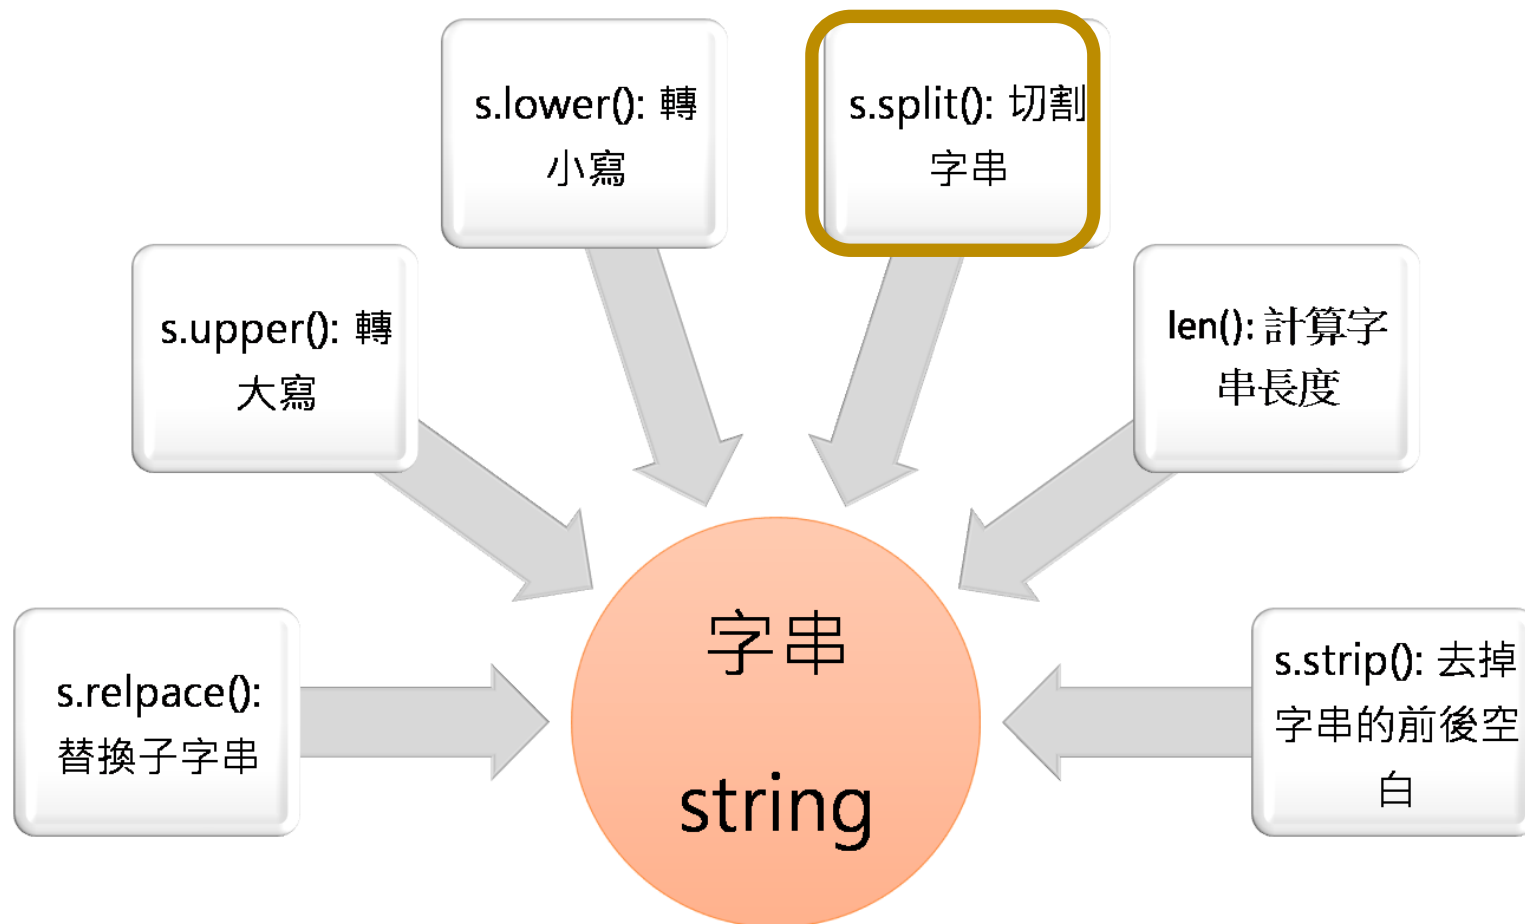 s.lower(): 轉
小寫
s.split(): 切割
字串
s.upper(): 轉
大寫
len(): 計算字
串長度
s.relpace():
替換子字串
字串
string
s.strip(): 去掉
字串的前後空
白